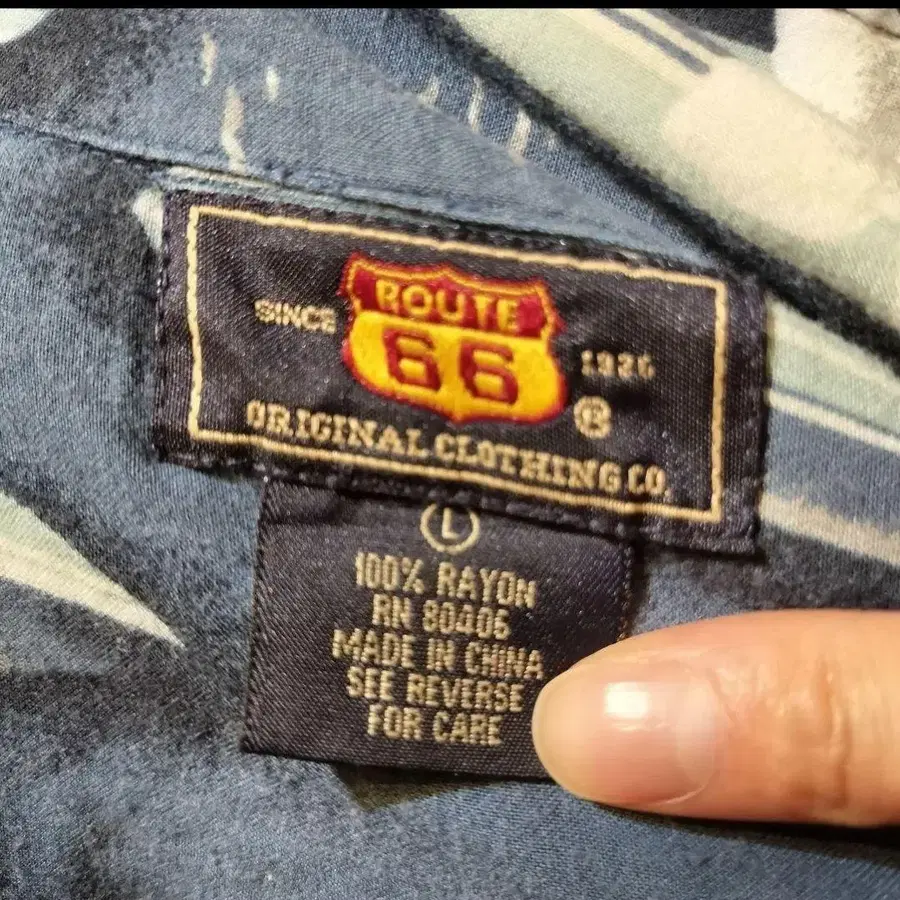 SINCE
ROUTE
66
1926
®
ORIGINAL CLOTHING CO.
L
100% RAYON
RN 80406
MADE IN CHINA
SEE REVERSE
FOR CARE